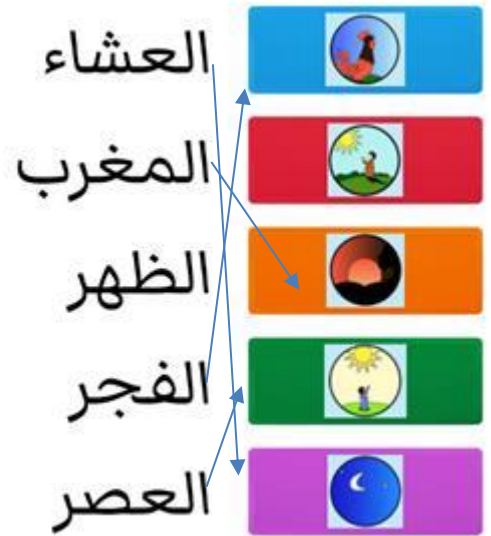 العشاء
المغرب
الظهر
الفجر
العصر